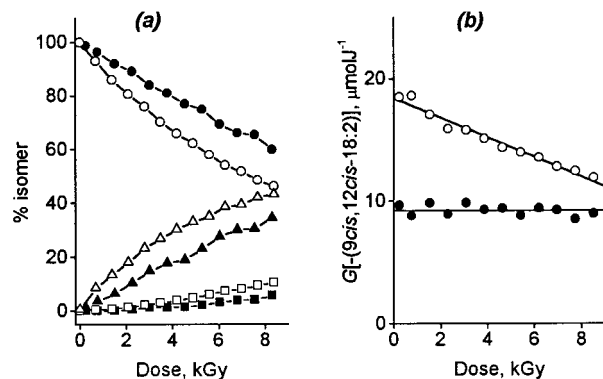 (a)
100
80
60
40
20
0
% isomer
0 2 4 6 8
Dose, kGy
(b)
20
10
0
G[-(9cis,12cis-18:2)], μmolJ⁻¹
0 2 4 6 8
Dose, kGy